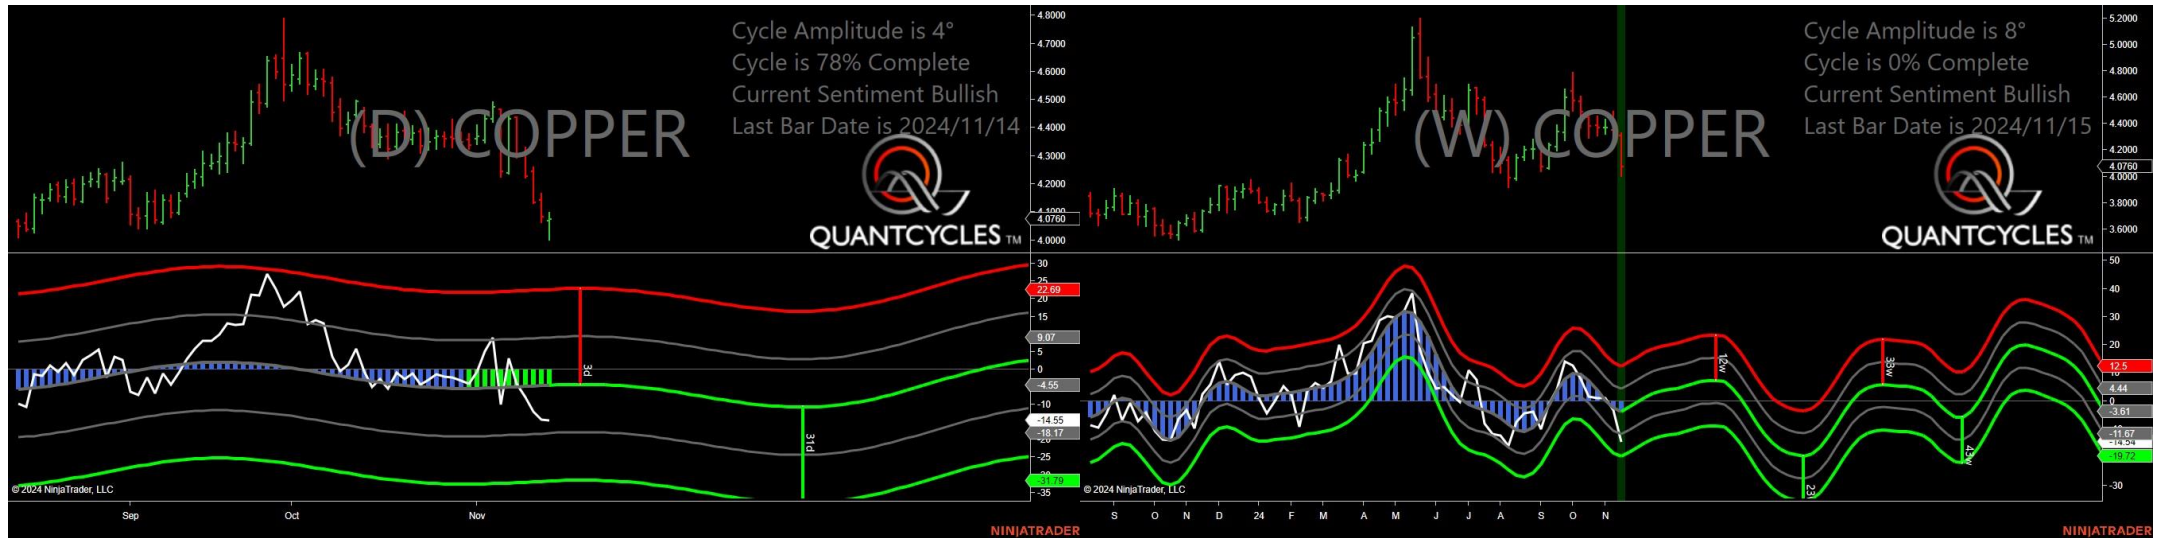 Cycle Amplitude is 4°
Cycle is 78% Complete
Current Sentiment Bullish
Last Bar Date is 2024/11/14
(D) COPPER
QUANTCYCLES TM
4.8000
4.7000
4.6000
4.5000
4.4000
4.3000
4.2000
4.1000
4.0760
4.0000
30
25
22.69
20
15
9.07
5
0
-4.55
-10
-14.55
-18.17
-20
-25
-31.79
-35
3d
31d
© 2024 NinjaTrader, LLC
Sep Oct Nov
NINJATRADER
Cycle Amplitude is 8°
Cycle is 0% Complete
Current Sentiment Bullish
Last Bar Date is 2024/11/15
(W) COPPER
QUANTCYCLES TM
5.2000
5.0000
4.8000
4.6000
4.4000
4.2000
4.0760
4.0000
3.8000
3.6000
50
40
30
20
12.5
10
4.44
0
-3.61
-11.67
-14.54
-19.72
-30
12w
33w
43w
© 2024 NinjaTrader, LLC
S O N D 24 F M A M J J A S O N
NINJATRADER